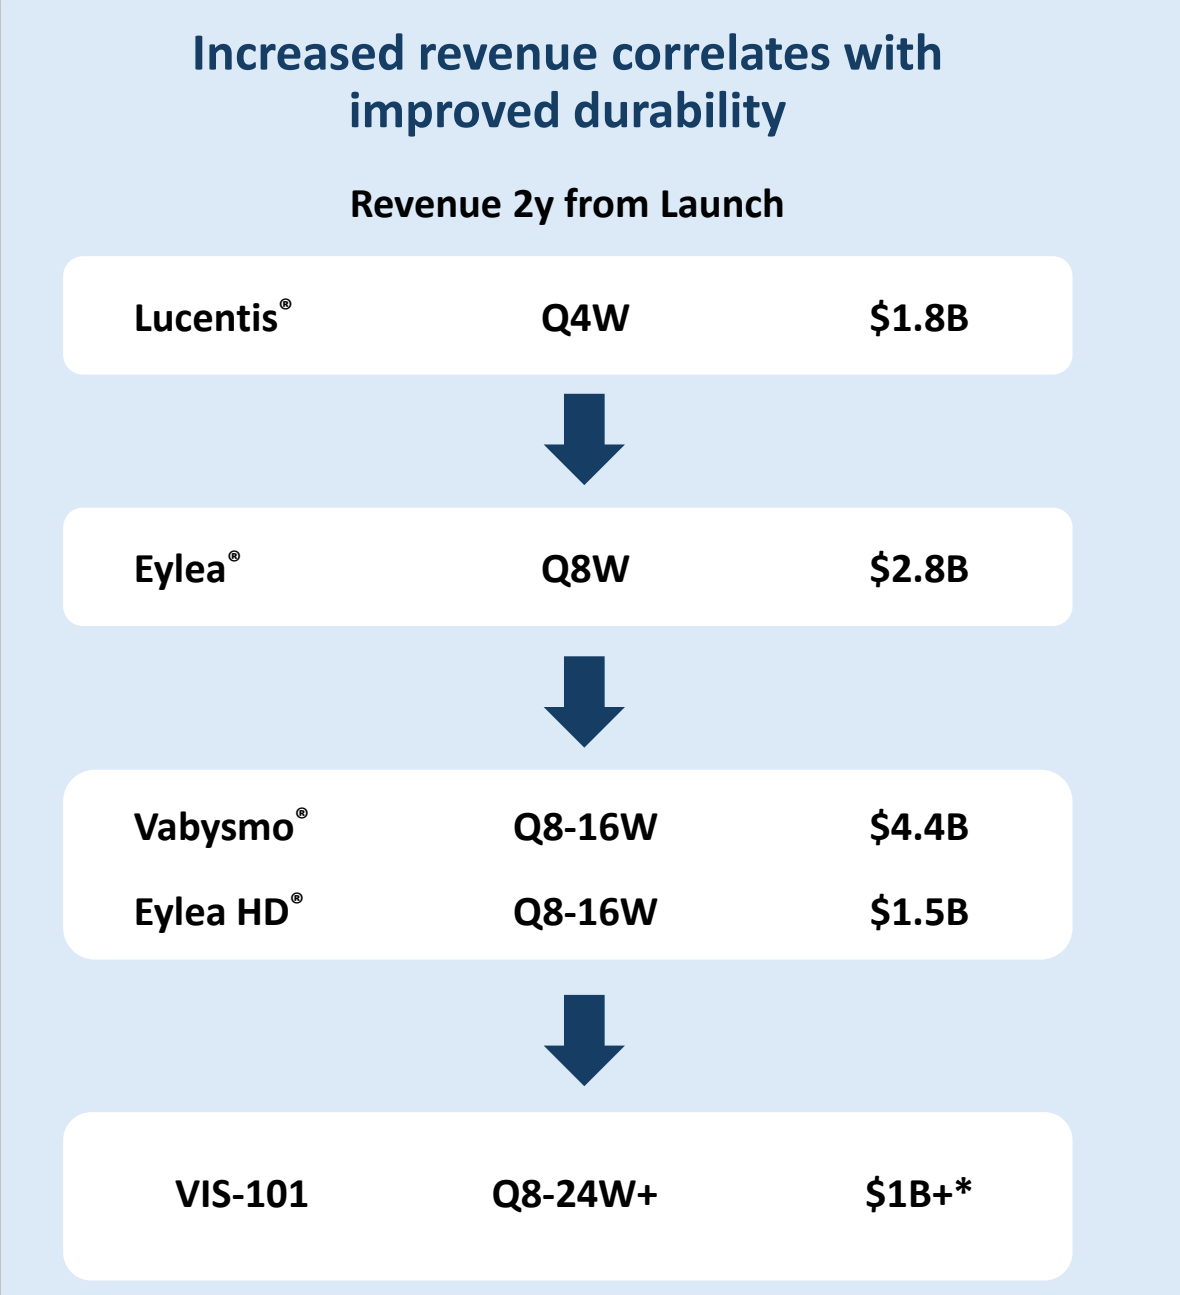 Increased revenue correlates with
improved durability
Revenue 2y from Launch
Lucentis® Q4W $1.8B
Eylea® Q8W $2.8B
Vabysmo® Q8-16W $4.4B
Eylea HD® Q8-16W $1.5B
VIS-101 Q8-24W+ $1B+*